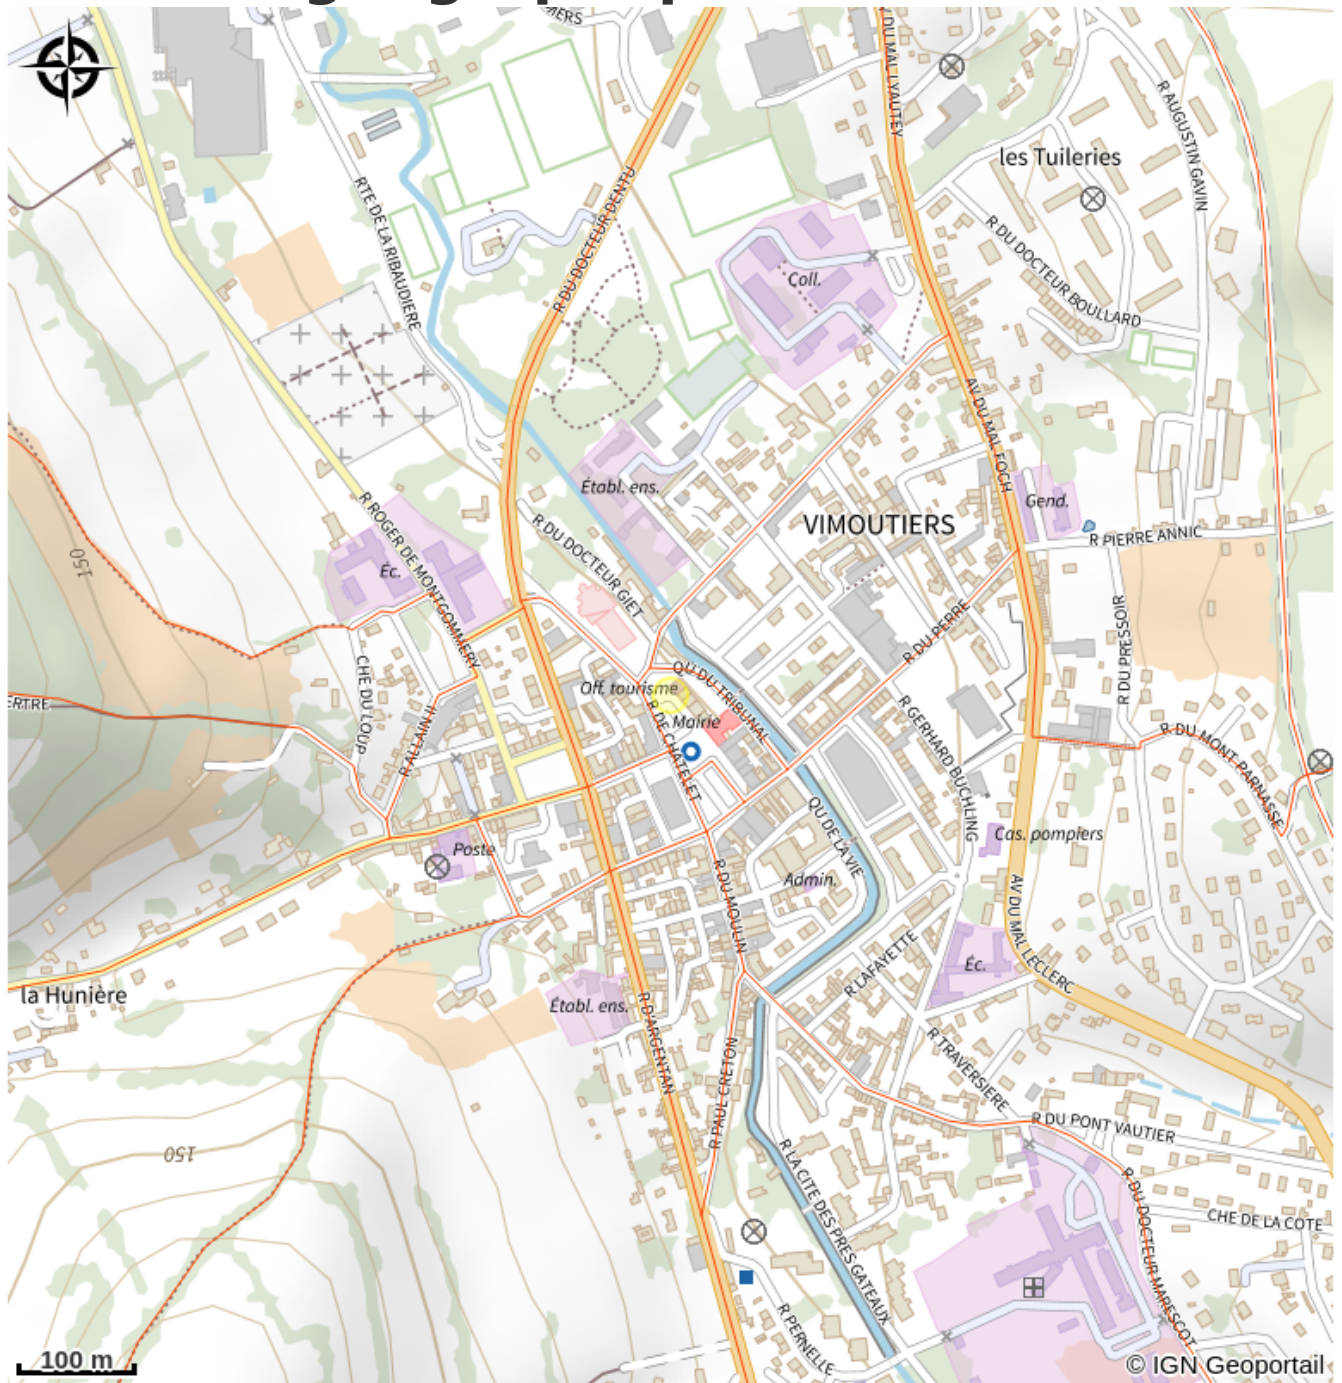 MERS
DU MAL LYAUTEY
R AUGUSTIN GAVIN
les Tuileries
RTE DE LA RIBAUDIERE
R DU DOCTEUR DENTU
R DU DOCTEUR BOULLARD
Coll.
AV DU MAL FOCH
Établ. ens.
Gend.
VIMOUTIERS
R PIERRE ANNIC
R ROGER DE MONTGOMMERY
R DU DOCTEUR GIET
150
Éc.
R DU PERRE
R DU PRESSOIR
CHE DU LOUP
QU DU TRIBUNAL
Off. tourisme
ERTRE
R ALLAIN II
R DE CHATELET
Mairie
R GERHARD BUCHLING
R DU MONT PARNASSE
QU DE LA VIE
Cas. pompiers
Poste
R DU MOULIN
Admin.
AV DU MAL LECLERC
R LAFAYETTE
Éc.
la Hunière
Établ. ens.
R D'ARGENTAN
R TRAVERSIERE
R PAUL CRETON
R DU PONT VAUTIER
150
R LA CITE DES PRES GATEAUX
R DU DOCTEUR MARESCOT
CHE DE LA COTE
R PERNELLE
100 m
© IGN Geoportail